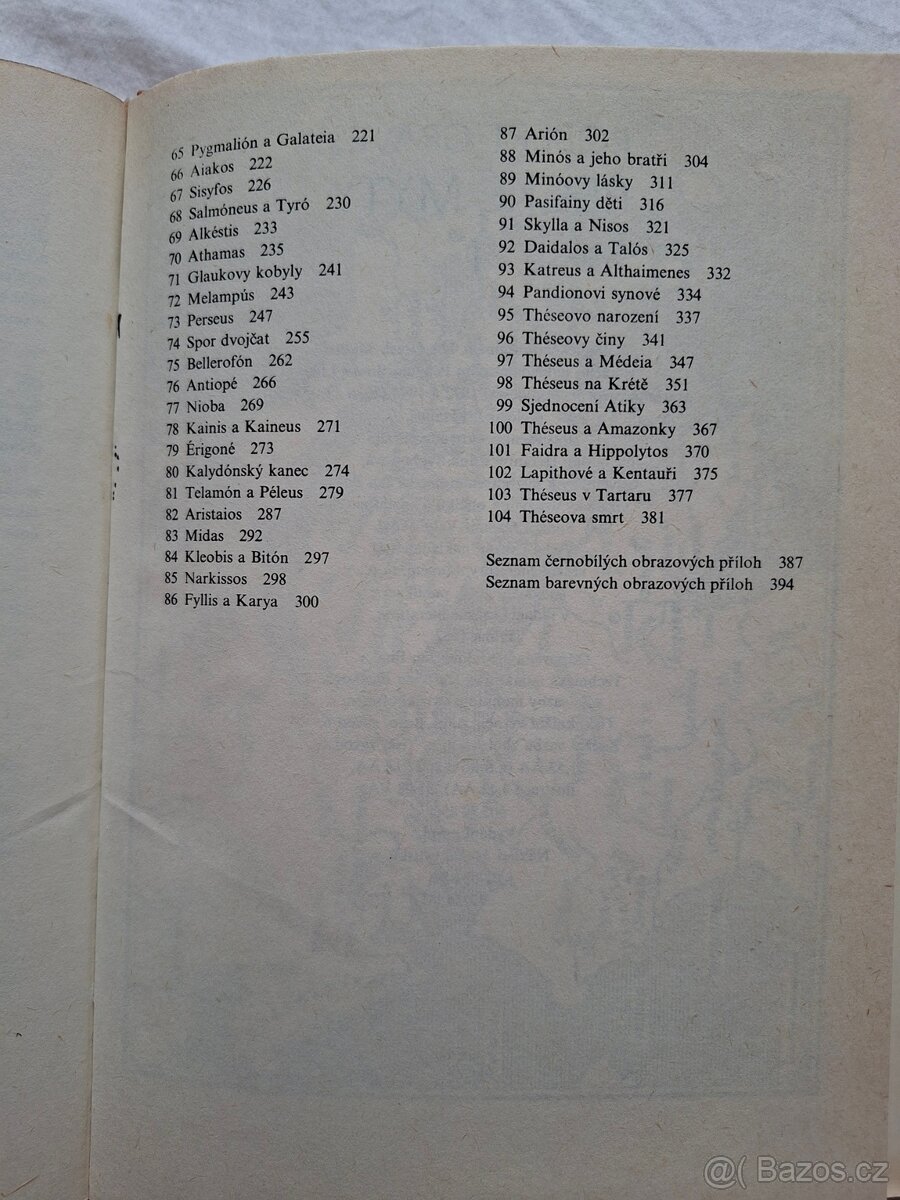 65 Pygmalión a Galateia 221
66 Aiakos 222
67 Sisyfos 226
68 Salmóneus a Tyró 230
69 Alkéstis 233
70 Athamas 235
71 Glaukovy kobyly 241
72 Melampús 243
73 Perseus 247
74 Spor dvojčat 255
75 Bellerofón 262
76 Antiopé 266
77 Nioba 269
78 Kainis a Kaineus 271
79 Érigoné 273
80 Kalydónský kanec 274
81 Telamón a Péleus 279
82 Aristaios 287
83 Midas 292
84 Kleobis a Bitón 297
85 Narkissos 298
86 Fyllis a Karya 300
87 Arión 302
88 Minós a jeho bratři 304
89 Minóovy lásky 311
90 Pasifainy děti 316
91 Skylla a Nisos 321
92 Daidalos a Talós 325
93 Katreus a Althaimenes 332
94 Pandionovi synové 334
95 Théseovo narození 337
96 Théseovy činy 341
97 Théseus a Médeia 347
98 Théseus na Krétě 351
99 Sjednocení Atiky 363
100 Théseus a Amazonky 367
101 Faidra a Hippolytos 370
102 Lapithové a Kentauři 375
103 Théseus v Tartaru 377
104 Théseova smrt 381
Seznam černobílých obrazových příloh 387
Seznam barevných obrazových příloh 394
@( Bazos.cz